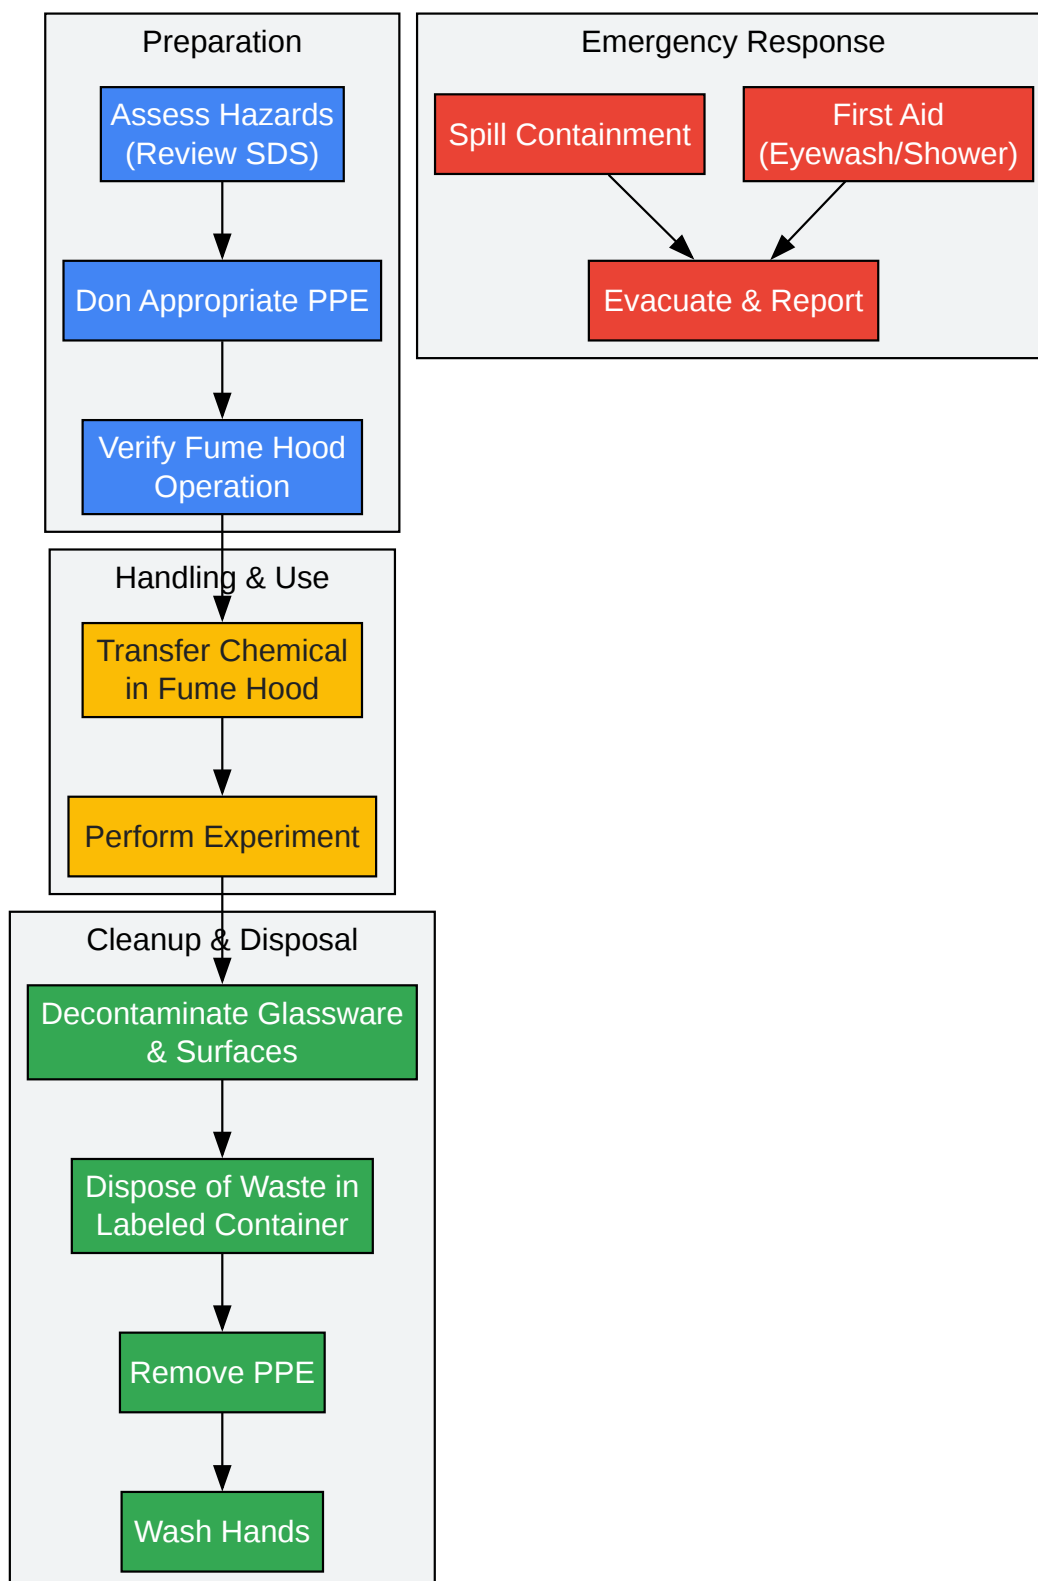 Preparation
Assess Hazards
(Review SDS)
Don Appropriate PPE
Verify Fume Hood
Operation
Handling & Use
Transfer Chemical
in Fume Hood
Perform Experiment
Cleanup & Disposal
Decontaminate Glassware
& Surfaces
Dispose of Waste in
Labeled Container
Remove PPE
Wash Hands
Emergency Response
Spill Containment
First Aid
(Eyewash/Shower)
Evacuate & Report